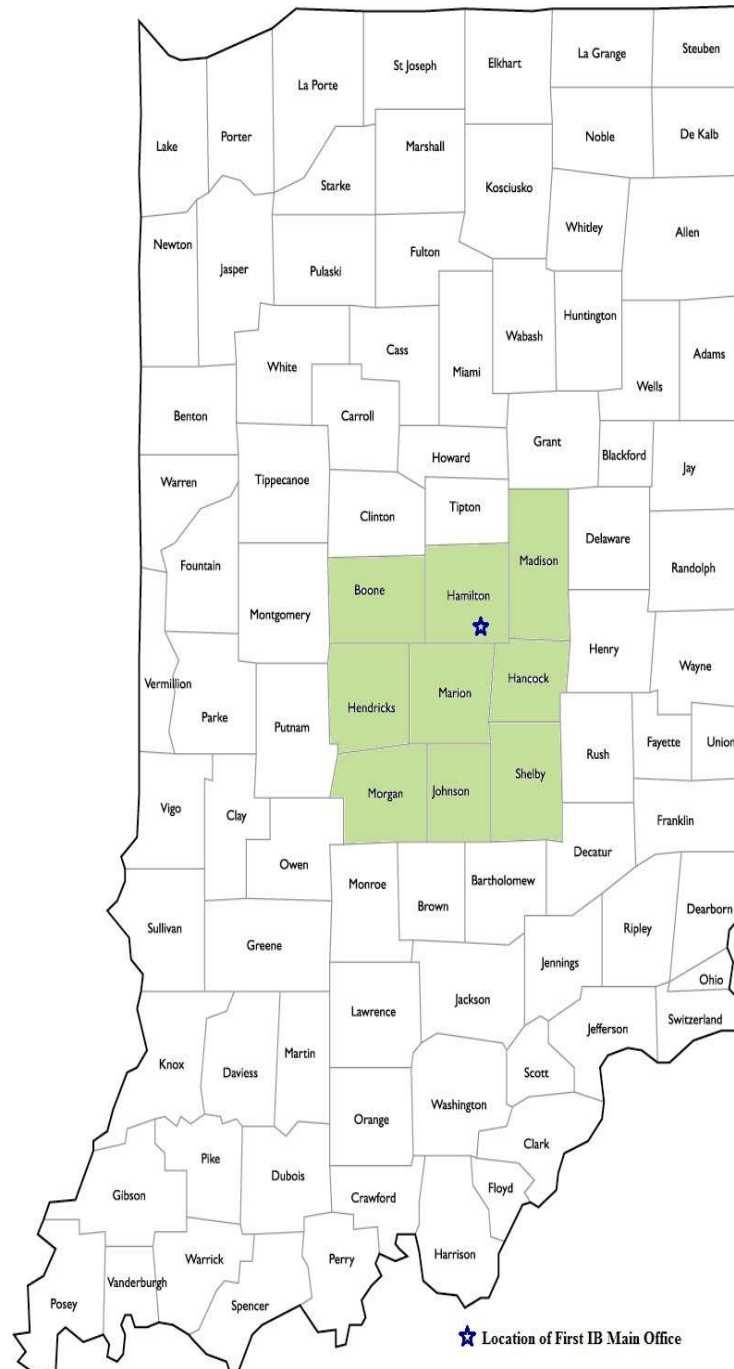 La Porte
St Joseph
Elkhart
La Grange
Steuben
Lake
Porter
Starke
Marshall
Noble
De Kalb
Kosciusko
Newton
Jasper
Pulaski
Fulton
Whitley
Allen
White
Cass
Miami
Wabash
Huntington
Wells
Adams
Benton
Carroll
Howard
Grant
Blackford
Jay
Warren
Tippecanoe
Clinton
Tipton
Fountain
Montgomery
Boone
Hamilton
Madison
Delaware
Randolph
Vermillion
Parke
Putnam
Hendricks
Marion
Hancock
Henry
Wayne
Vigo
Clay
Owen
Morgan
Johnson
Shelby
Rush
Fayette
Union
Franklin
Decatur
Sullivan
Greene
Monroe
Brown
Bartholomew
Jennings
Ripley
Dearborn
Ohio
Knox
Daviess
Martin
Lawrence
Jackson
Scott
Jefferson
Switzerland
Gibson
Pike
Dubois
Orange
Washington
Clark
Crawford
Floyd
Harrison
Posey
Vanderburgh
Warrick
Spencer
Perry
Location of First IB Main Office